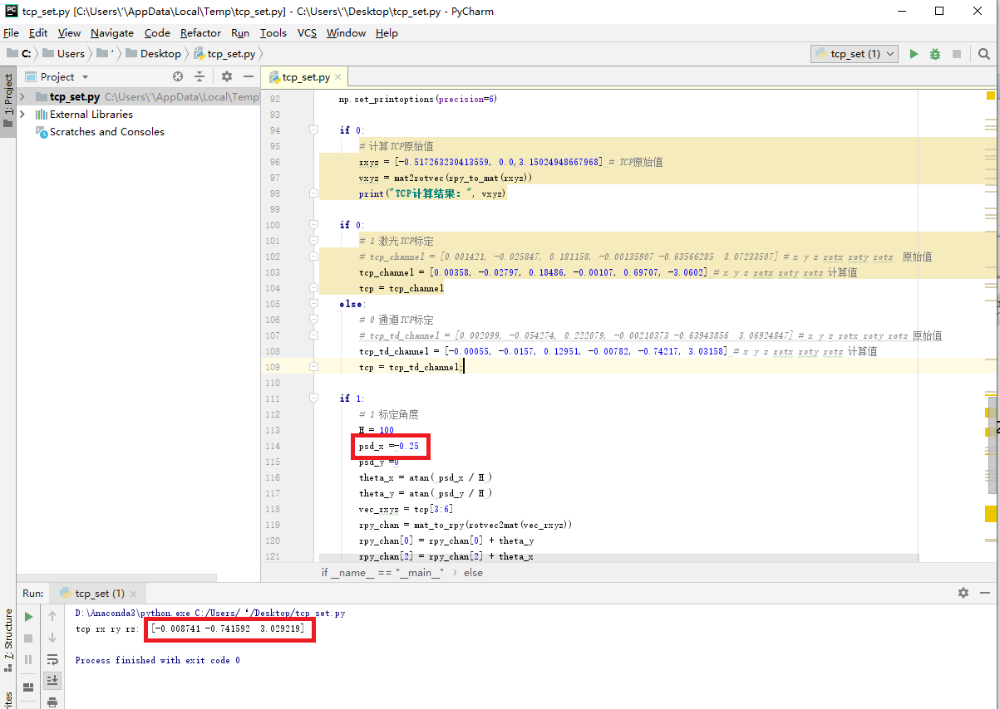 tcp_set.py [C:\Users\‘\AppData\Local\Temp\tcp_set.py] - C:\Users\‘\Desktop\tcp_set.py - PyCharm
File Edit View Navigate Code Refactor Run Tools VCS Window Help
C: Users ‘ Desktop tcp_set.py tcp_set (1)
1: Project
Project
tcp_set.py
tcp_set.py C:\Users\‘\AppData\Local\Temp
External Libraries
Scratches and Consoles
92 np.set_printoptions(precision=6)
93
94 if 0:
95 # 计算TCP原始值
96 rxyz = [-0.517263230413559, 0.0,3.15024948667968] # TCP原始值
97 vxyz = mat2rotvec(rpy_to_mat(rxyz))
98 print("TCP计算结果：", vxyz)
99
100 if 0:
101 # 1 激光TCP标定
102 # tcp_channel = [0.001421, -0.025847, 0.181158, -0.00135907 -0.63566285 3.07233507] # x y z rotx roty rotz 原始值
103 tcp_channel = [0.00358, -0.02797, 0.18486, -0.00107, 0.69707, -3.0602] # x y z rotx roty rotz 计算值
104 tcp = tcp_channel
105 else:
106 # 0 通道TCP标定
107 # tcp_td_channel = [0.002099, -0.054274, 0.222079, -0.00210373 -0.63943856 3.06924847] # x y z rotx roty rotz 原始值
108 tcp_td_channel = [-0.00055, -0.0157, 0.12951, -0.00782, -0.74217, 3.03158] # x y z rotx roty rotz 计算值
109 tcp = tcp_td_channel;
110
111 if 1:
112 # 1 标定角度
113 H = 100
114 psd_x =-0.25
115 psd_y =0
116 theta_x = atan( psd_x / H )
117 theta_y = atan( psd_y / H )
118 vec_rxyz = tcp[3:6]
119 rpy_chan = mat_to_rpy(rotvec2mat(vec_rxyz))
120 rpy_chan[0] = rpy_chan[0] + theta_y
121 rpy_chan[2] = rpy_chan[2] + theta_x
if __name__ == "__main__" › else
Run: tcp_set (1)
D:\Anaconda3\python.exe C:/Users/‘/Desktop/tcp_set.py
tcp rx ry rz: [-0.008741 -0.741592 3.029219]
Process finished with exit code 0
7: Structure